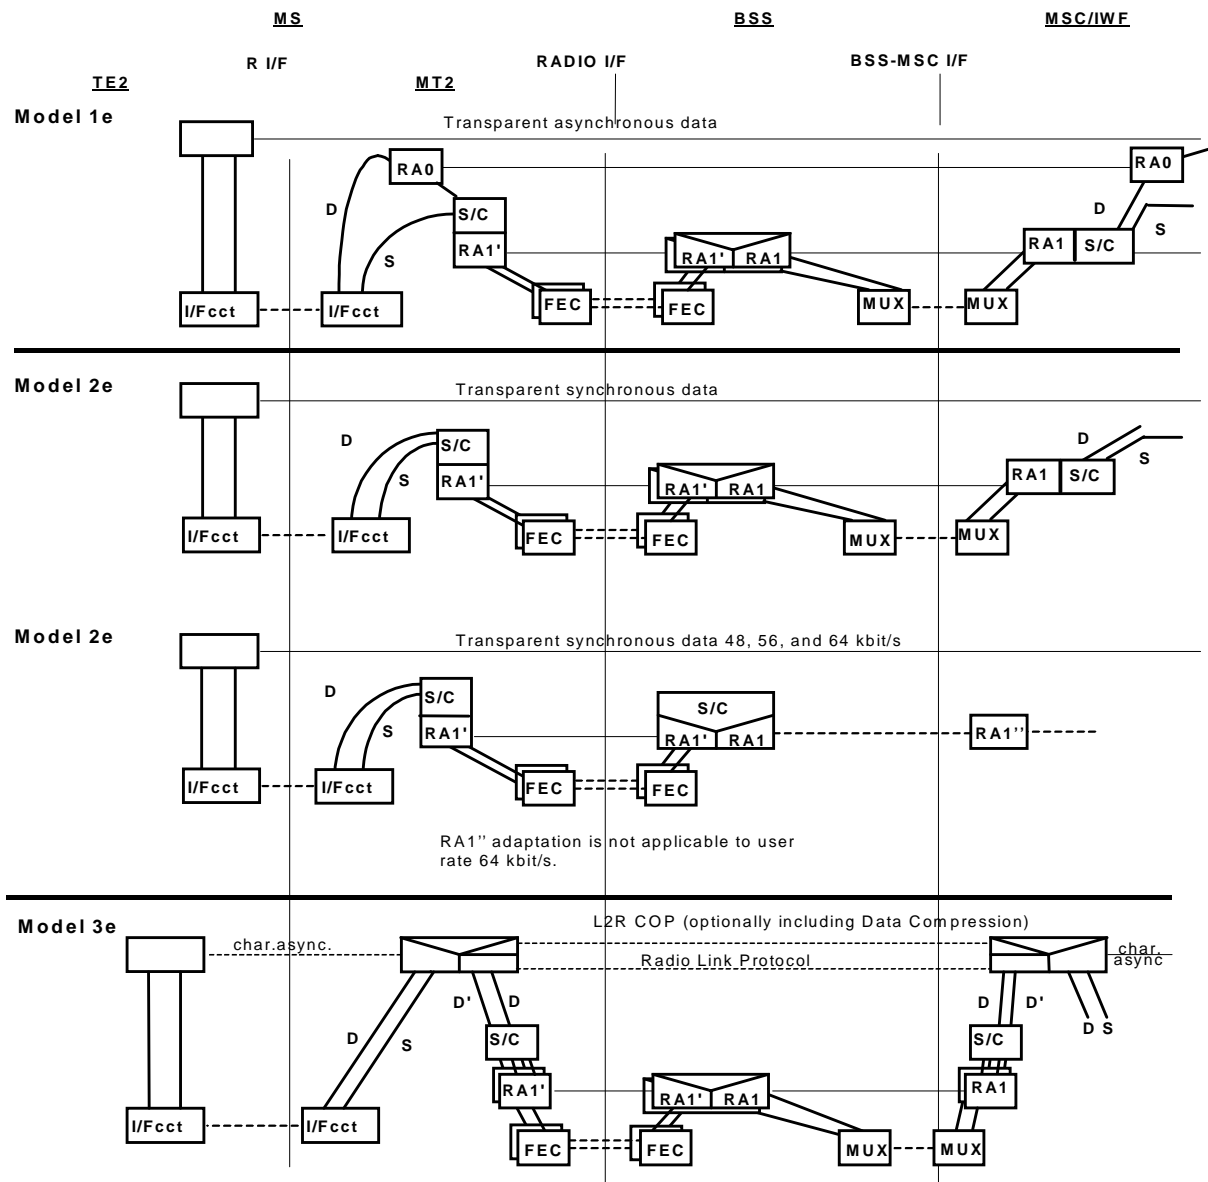 MS BSS MSC/IWF
R I/F RADIO I/F BSS-MSC I/F
TE2 MT2
Model 1e
Transparent asynchronous data
RA0 RA0
D S/C D
S RA1' RA1' RA1 RA1 S/C S
I/Fcct I/Fcct FEC FEC MUX MUX
Model 2e
Transparent synchronous data
D S/C D
S RA1' RA1' RA1 RA1 S/C S
I/Fcct I/Fcct FEC FEC MUX MUX
Model 2e
Transparent synchronous data 48, 56, and 64 kbit/s
D S/C S/C
S RA1' RA1' RA1 RA1''
I/Fcct I/Fcct FEC FEC
RA1'' adaptation is not applicable to user
rate 64 kbit/s.
Model 3e
L2R COP (optionally including Data Compression)
char.async. char.
Radio Link Protocol async
D' D D D'
D S S/C S/C D S
RA1' RA1' RA1 RA1
I/Fcct I/Fcct FEC FEC MUX MUX